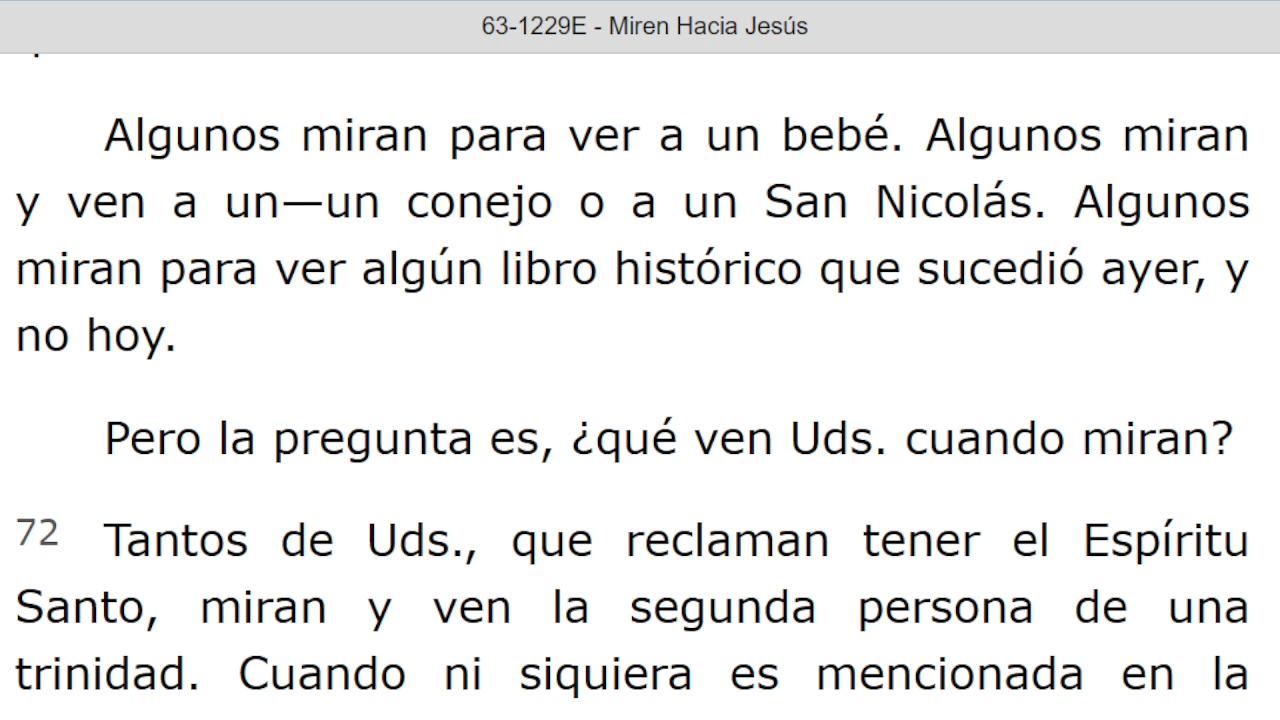 63-1229E - Miren Hacia Jesús
Algunos miran para ver a un bebé. Algunos miran
y ven a un—un conejo o a un San Nicolás. Algunos
miran para ver algún libro histórico que sucedió ayer, y
no hoy.
Pero la pregunta es, ¿qué ven Uds. cuando miran?
72 Tantos de Uds., que reclaman tener el Espíritu
Santo, miran y ven la segunda persona de una
trinidad. Cuando ni siquiera es mencionada en la